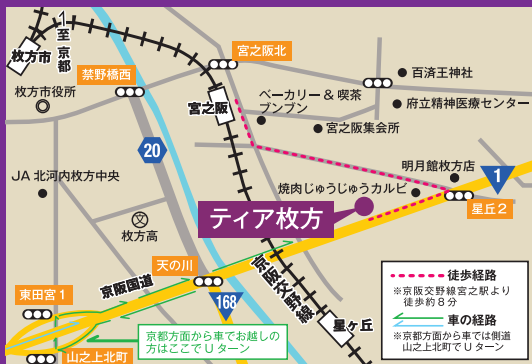 至 京都
枚方市
宮之阪北
禁野橋西
百済王神社
枚方市役所
宮之阪
ベーカリー＆喫茶
ブンブン
府立精神医療センター
宮之阪集会所
20
JA 北河内枚方中央
明月館枚方店
1
焼肉じゅうじゅうカルビ
星丘2
文
枚方高
ティア枚方
天の川
京阪国道
京阪交野線
168
東田宮1
星ヶ丘
山之上北町
京都方面から車でお越しの
方はここでUターン
徒歩経路
※京阪交野線宮之駅より
徒歩約8分
車の経路
※京都方面から車では側道
山之上北町でUターン